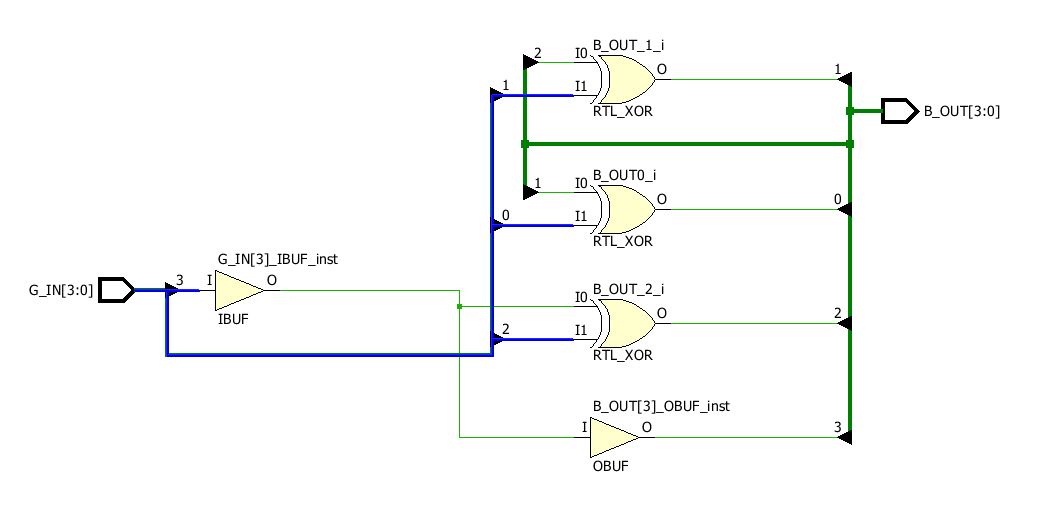 B_OUT_1_i
2
I0
O
1
1
I1
RTL_XOR
B_OUT[3:0]
B_OUT0_i
1
I0
O
0
0
I1
RTL_XOR
G_IN[3]_IBUF_inst
G_IN[3:0]
3
I
O
IBUF
B_OUT_2_i
I0
O
2
2
I1
RTL_XOR
B_OUT[3]_OBUF_inst
I
O
3
OBUF